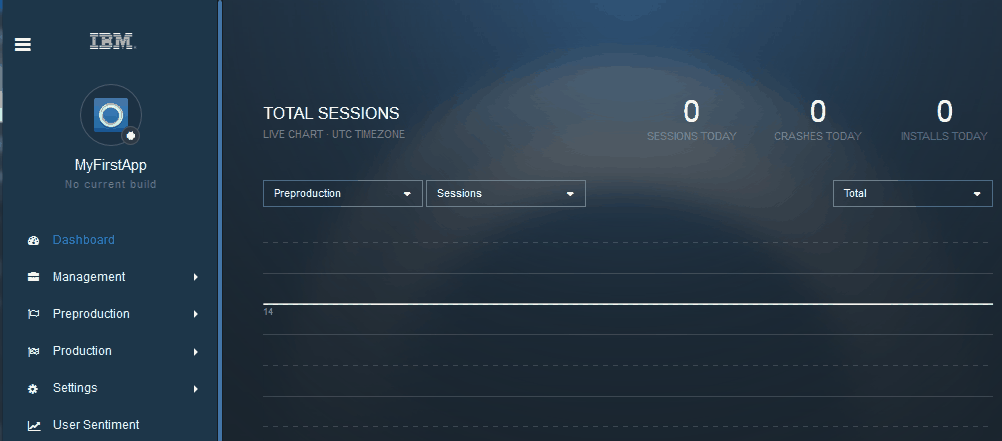 IBM
MyFirstApp
No current build
Dashboard
Management
Preproduction
Production
Settings
User Sentiment
TOTAL SESSIONS
LIVE CHART · UTC TIMEZONE
0
SESSIONS TODAY
0
CRASHES TODAY
0
INSTALLS TODAY
Preproduction
Sessions
Total
14